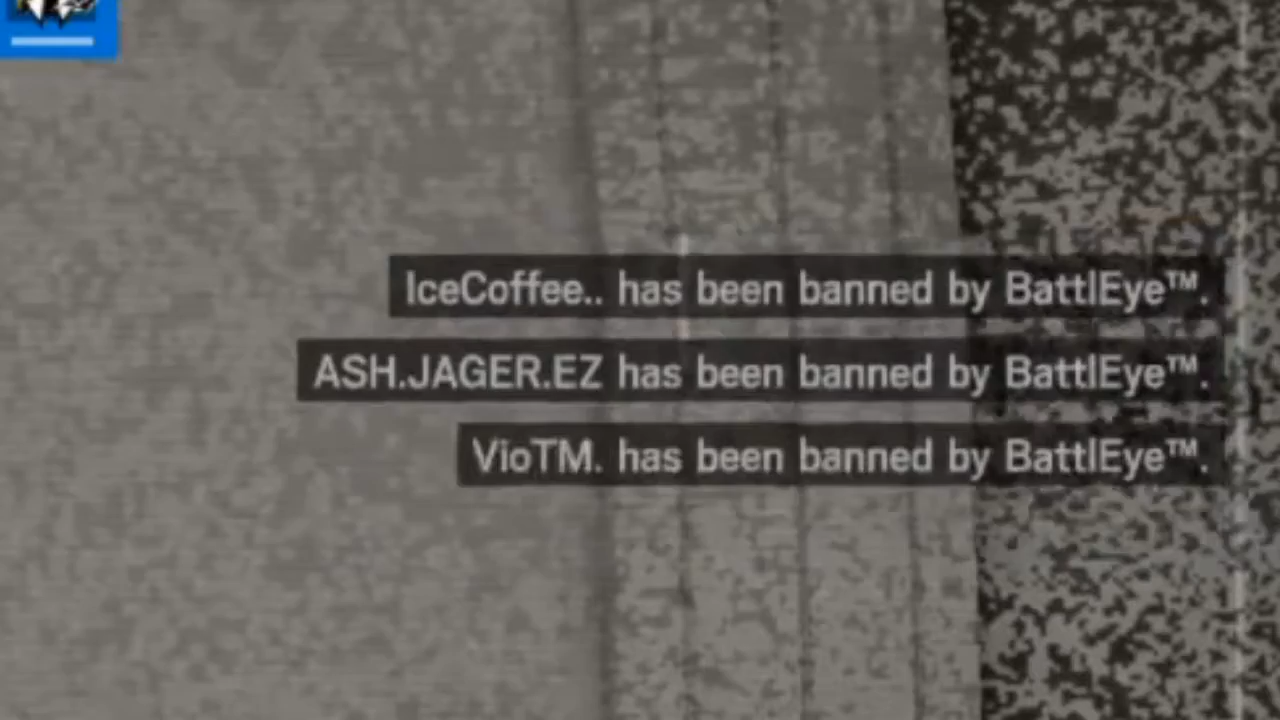 IceCoffee.. has been banned by BattlEye™.
ASH.JAGER.EZ has been banned by BattlEye™.
VioTM. has been banned by BattlEye™.